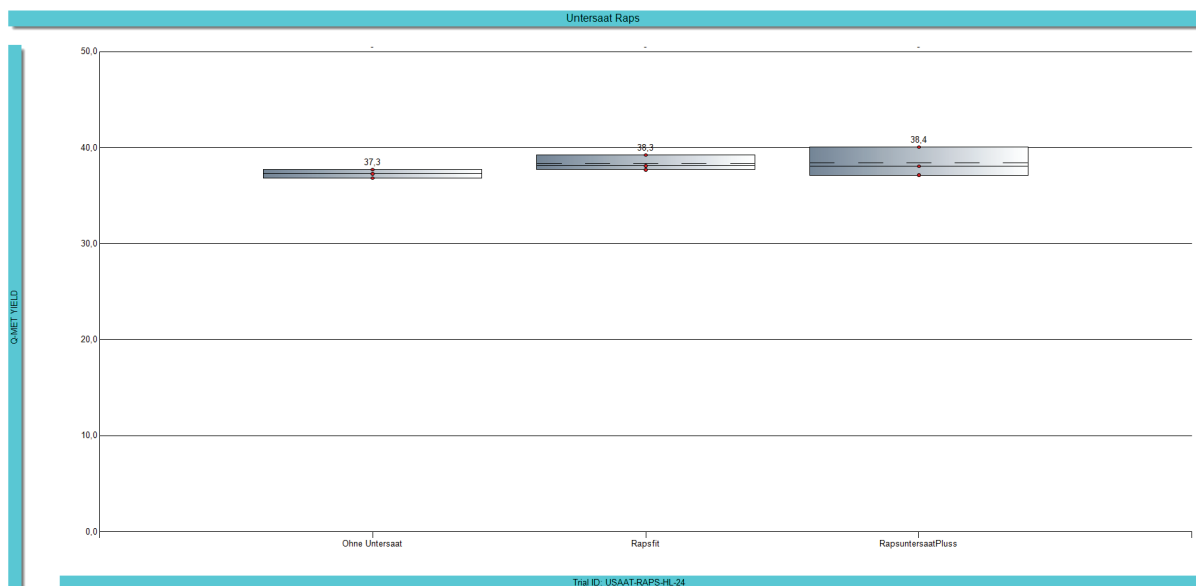 Untersaat Raps
Q-MET YIELD
- - -
50,0
40,0
30,0
20,0
10,0
0,0
37,3
38,3
38,4
Ohne Untersaat
Rapsfit
RapsuntersaatPluss
Trial ID: USAAT-RAPS-HL-24